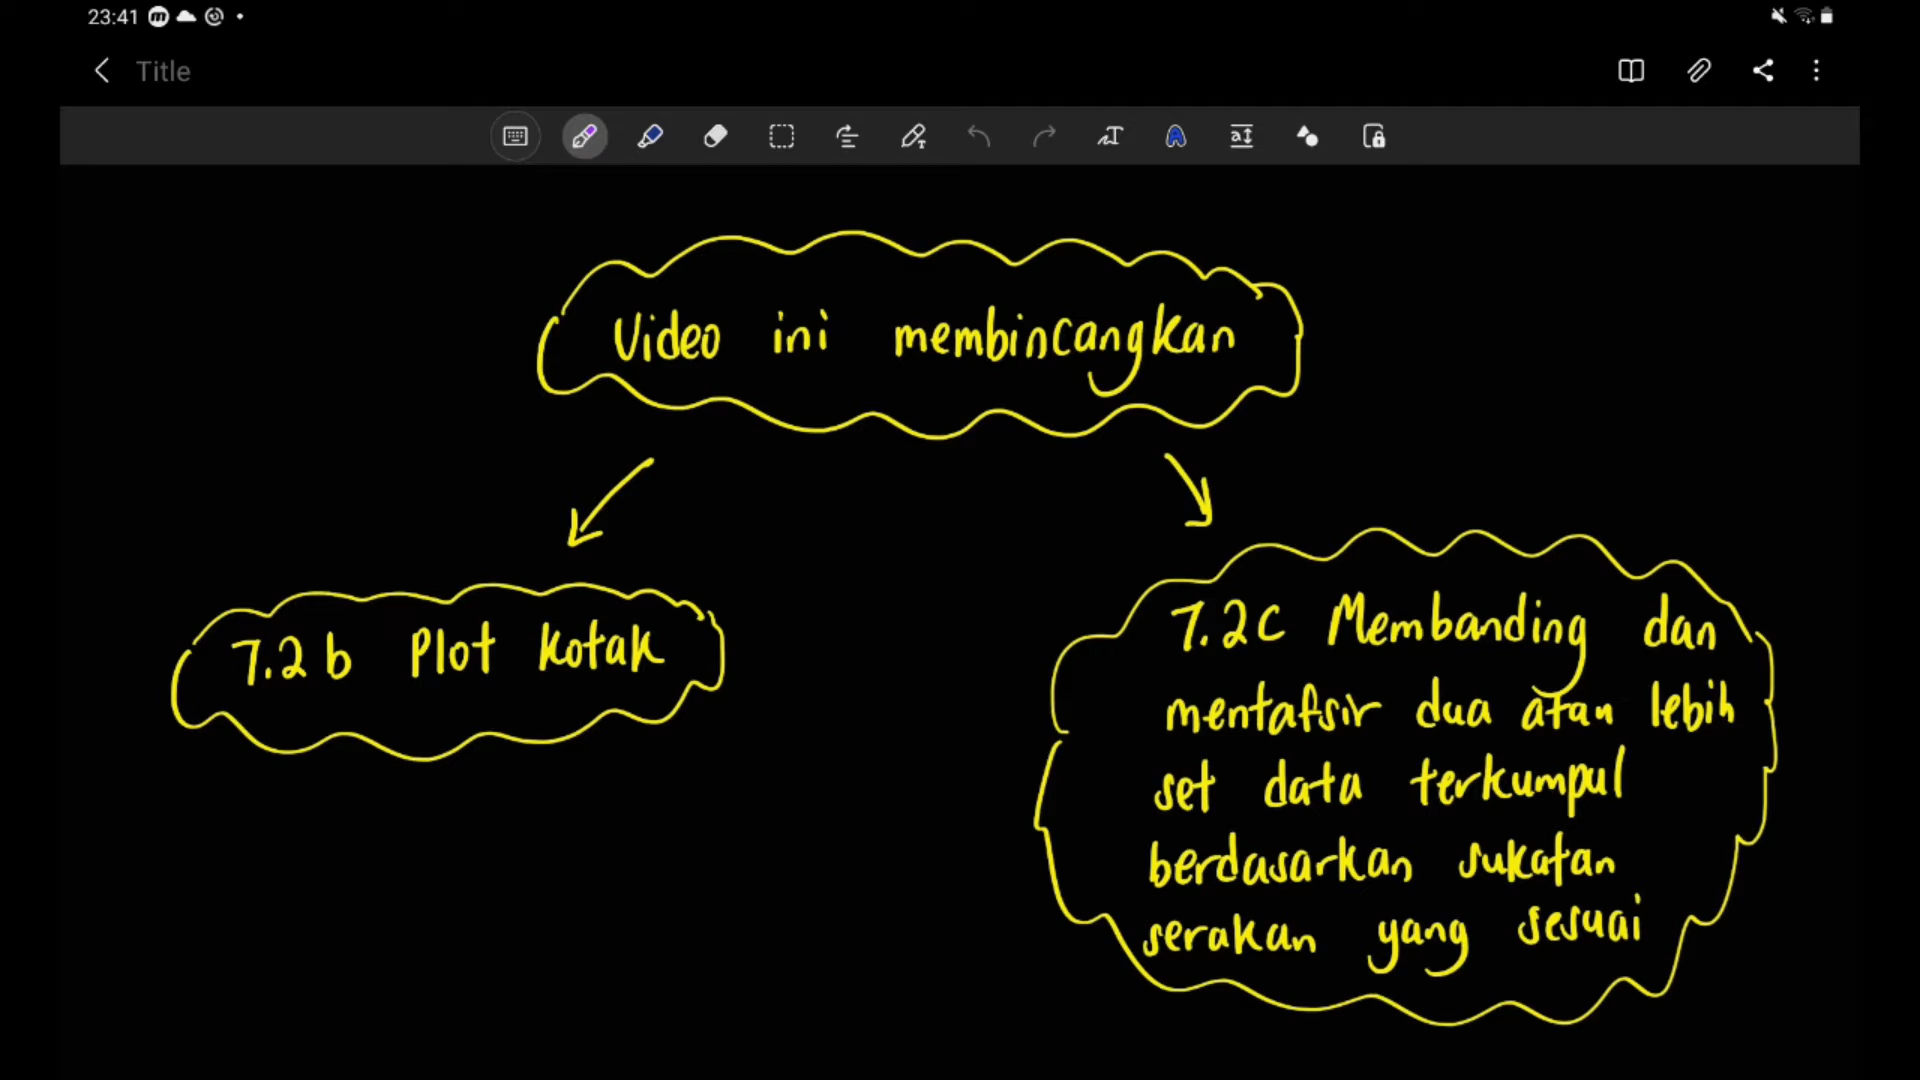 23:41
Title
Video ini membincangkan
7.2b Plot kotak
7.2c Membanding dan
mentafsir dua atau lebih
set data terkumpul
berdasarkan sukatan
serakan yang sesuai